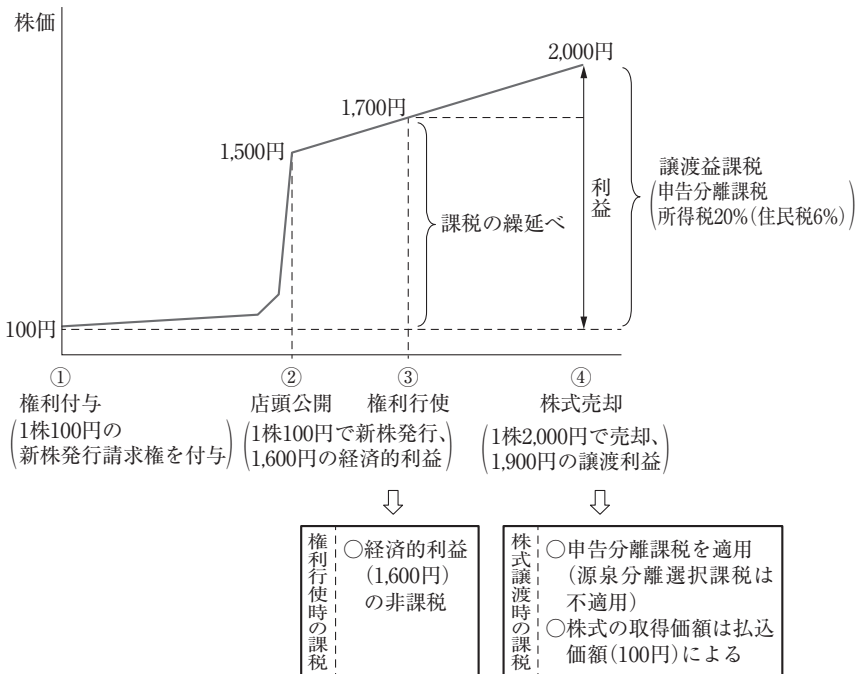 株価
2,000円
1,700円
1,500円
100円
課税の繰延べ
利益
譲渡益課税
(申告分離課税
所得税20%(住民税6%))
①
権利付与
(1株100円の
新株発行請求権を付与)
②
店頭公開
③
権利行使
(1株100円で新株発行、
1,600円の経済的利益)
④
株式売却
(1株2,000円で売却、
1,900円の譲渡利益)
権利行使時の課税
○経済的利益
(1,600円)
の非課税
株式譲渡時の課税
○申告分離課税を適用
(源泉分離選択課税は
不適用)
○株式の取得価額は払込
価額(100円)による